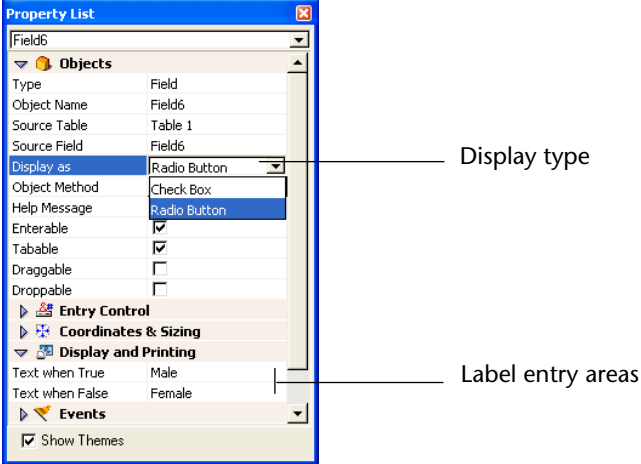 Property List
Field6
Objects
Type Field
Object Name Field6
Source Table Table 1
Source Field Field6
Display as Radio Button
Display type
Object Method Check Box
Help Message Radio Button
Enterable
Tabable
Draggable
Droppable
Entry Control
Coordinates & Sizing
Display and Printing
Text when True Male
Label entry areas
Text when False Female
Events
Show Themes